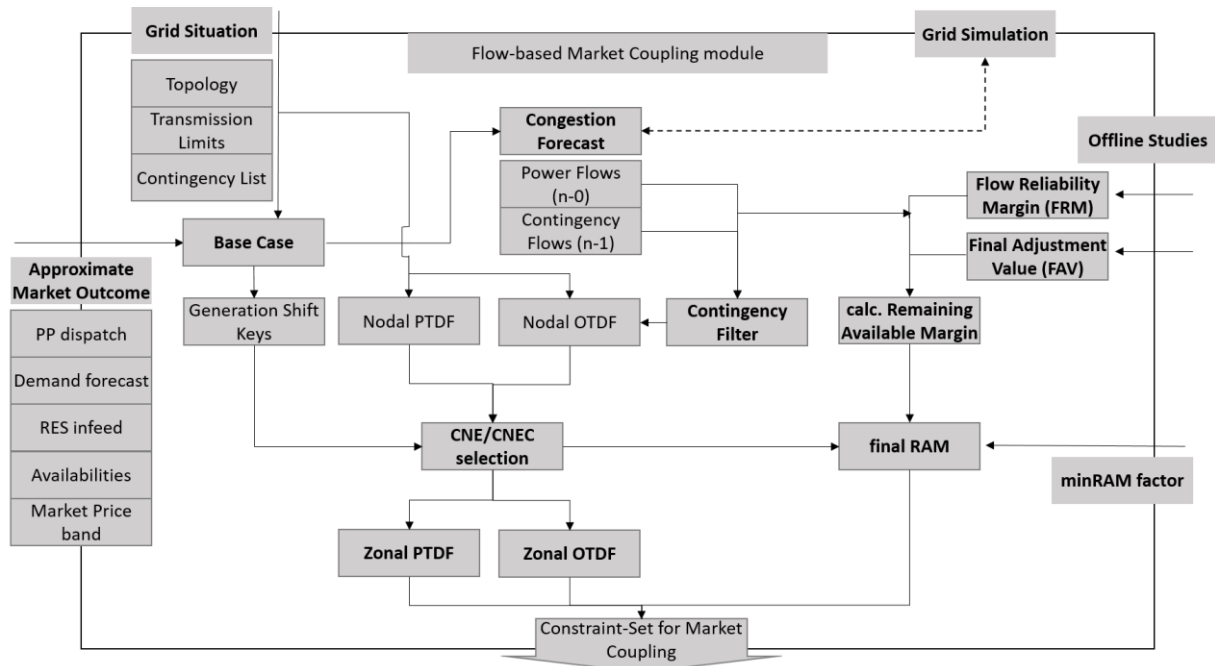 Grid Situation
Flow-based Market Coupling module
Grid Simulation
Topology
Transmission
Limits
Contingency List
Congestion
Forecast
Power Flows
(n-0)
Contingency
Flows (n-1)
Offline Studies
Flow Reliability
Margin (FRM)
Final Adjustment
Value (FAV)
Base Case
Approximate
Market Outcome
PP dispatch
Demand forecast
RES infeed
Availabilities
Market Price
band
Generation Shift
Keys
Nodal PTDF
Nodal OTDF
Contingency
Filter
calc. Remaining
Available Margin
CNE/CNEC
selection
final RAM
minRAM factor
Zonal PTDF
Zonal OTDF
Constraint-Set for Market
Coupling